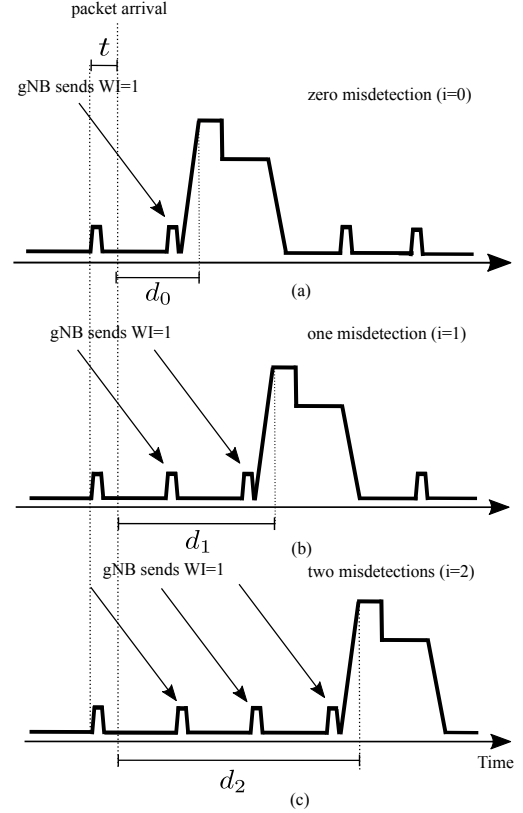 packet arrival
t
gNB sends WI=1
zero misdetection (i=0)
d0
(a)
gNB sends WI=1
one misdetection (i=1)
d1
(b)
gNB sends WI=1
two misdetections (i=2)
d2
Time
(c)